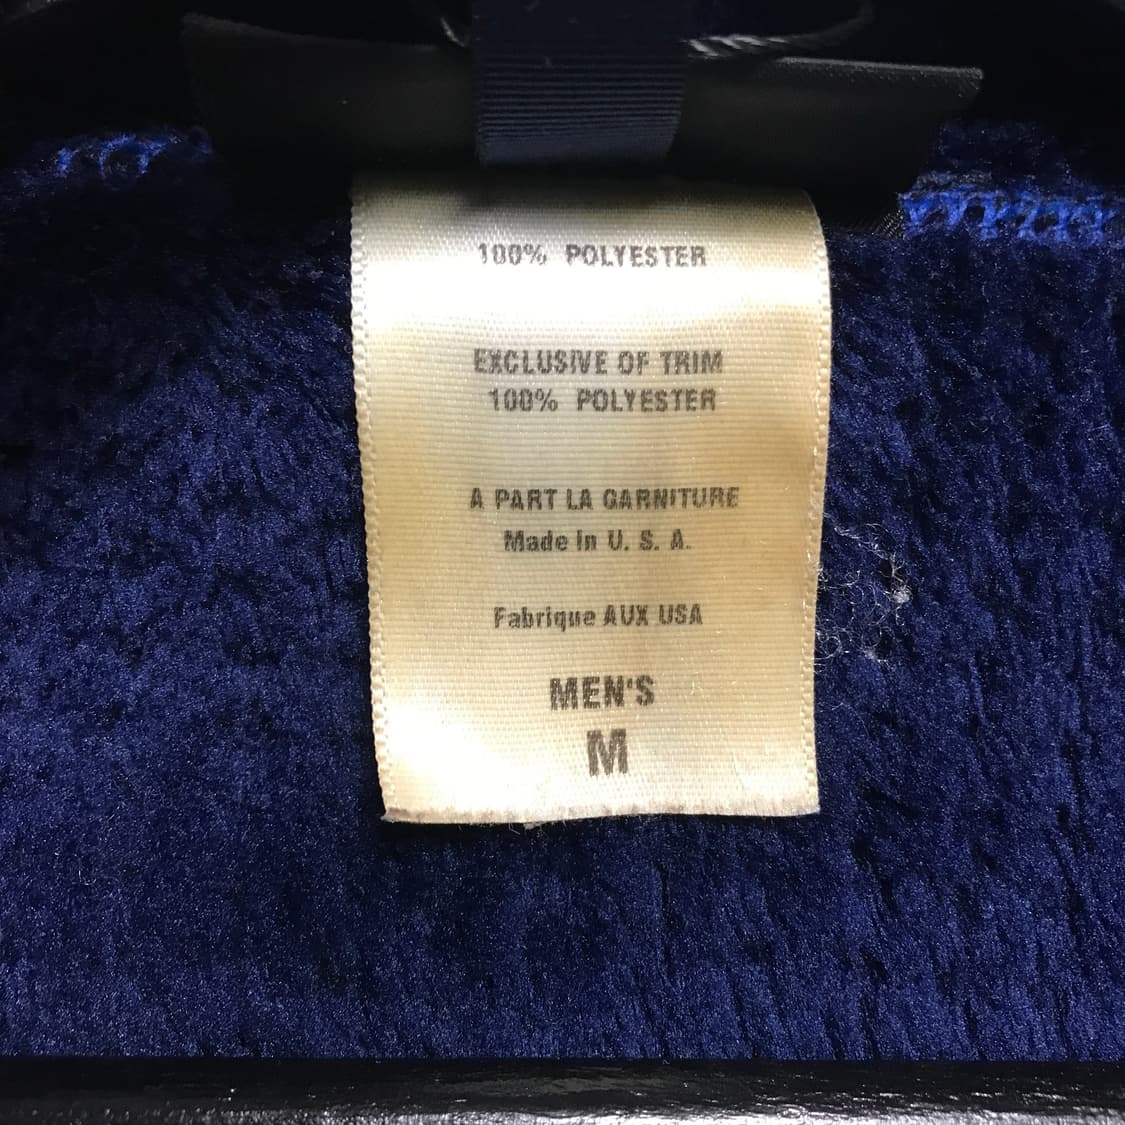 100% POLYESTER
EXCLUSIVE OF TRIM
100% POLYESTER
A PART LA GARNITURE
Made in U. S. A.
Fabrique AUX USA
MEN'S
M